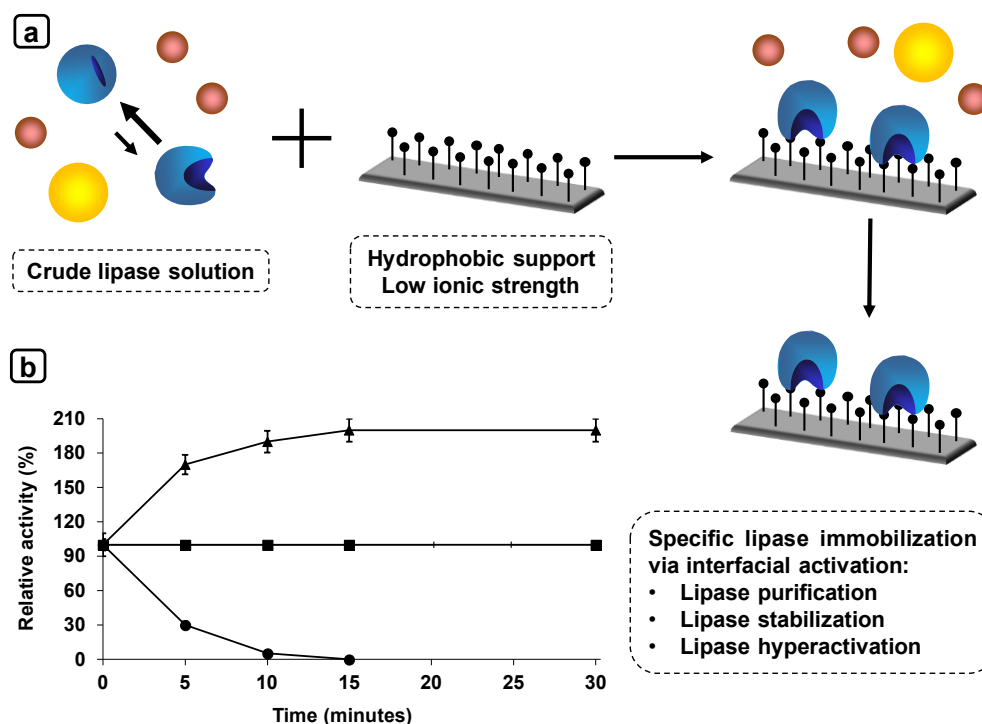 a
Crude lipase solution
Hydrophobic support
Low ionic strength
b
210
180
150
120
90
60
30
0
Relative activity (%)
0 5 10 15 20 25 30
Time (minutes)
Specific lipase immobilization
via interfacial activation:
• Lipase purification
• Lipase stabilization
• Lipase hyperactivation